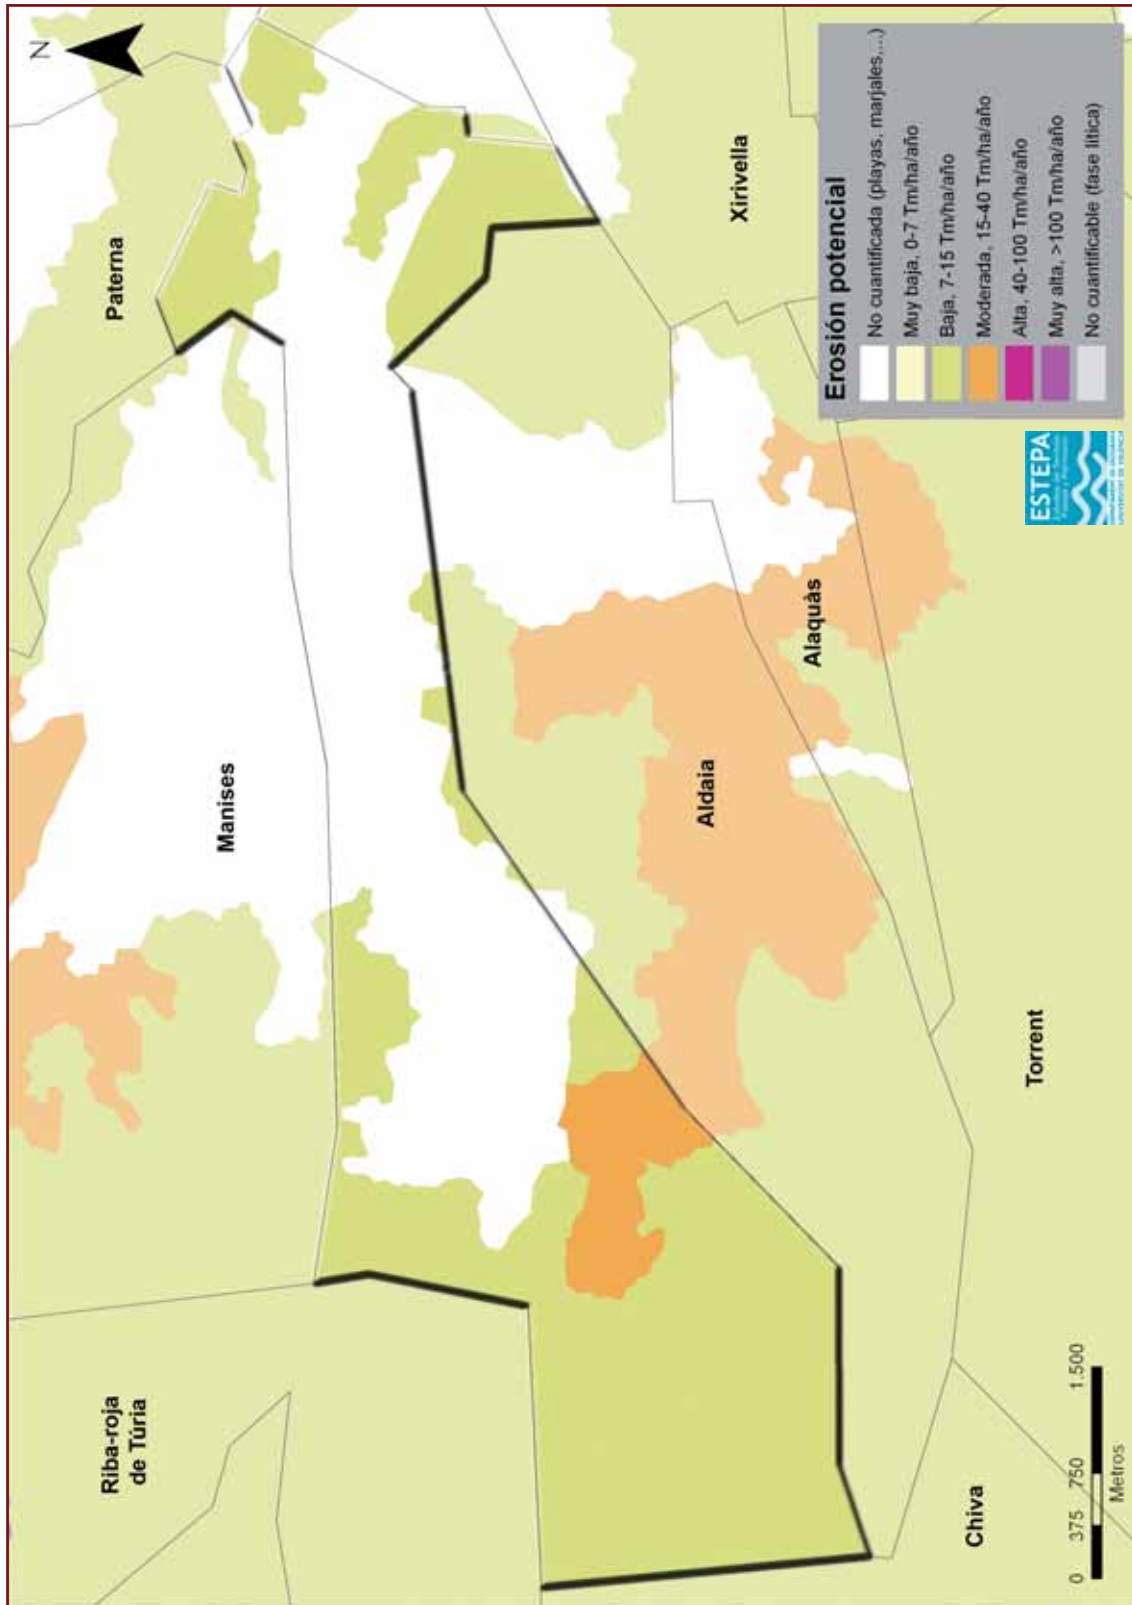 N
Paterna
Manises
Riba-roja
de Túria
Xirivella
Alaquàs
Aldaia
Torrent
Chiva
Erosión potencial
No cuantificada (playas, marjales,...)
Muy baja, 0-7 Tm/ha/año
Baja, 7-15 Tm/ha/año
Moderada, 15-40 Tm/ha/año
Alta, 40-100 Tm/ha/año
Muy alta, >100 Tm/ha/año
No cuantificable (fase lítica)
ESTEPA
0 375 750 1.500
Metros